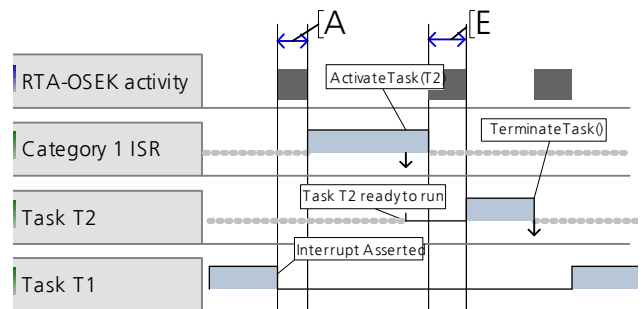 [A
[E
RTA-OSEK activity
ActivateTask(T2)
Category 1 ISR
TerminateTask()
Task T2 ready to run
Task T2
Interrupt Asserted
Task T1